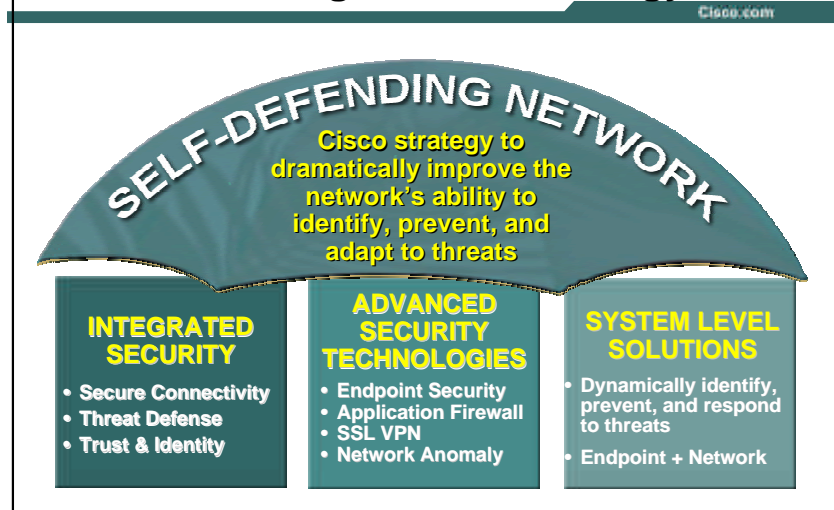 Cisco.com
SELF-DEFENDING NETWORK
Cisco strategy to
dramatically improve the
network's ability to
identify, prevent, and
adapt to threats
INTEGRATED
SECURITY
• Secure Connectivity
• Threat Defense
• Trust & Identity
ADVANCED
SECURITY
TECHNOLOGIES
• Endpoint Security
• Application Firewall
• SSL VPN
• Network Anomaly
SYSTEM LEVEL
SOLUTIONS
• Dynamically identify,
prevent, and respond
to threats
• Endpoint + Network